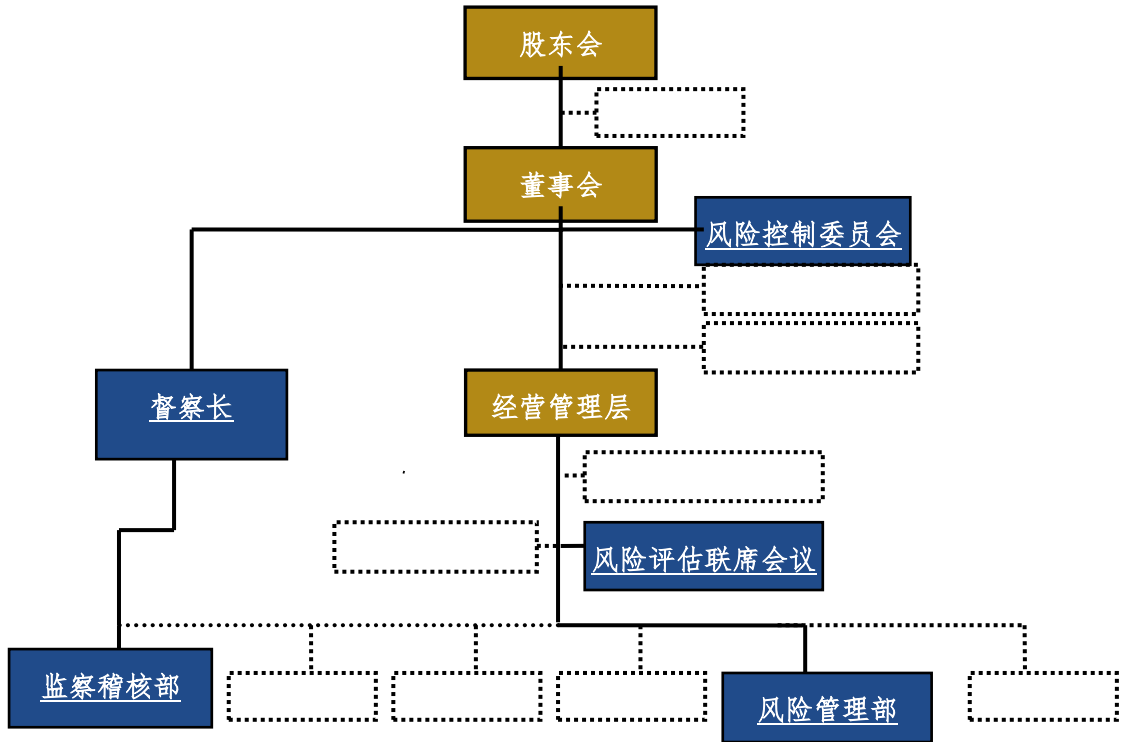 股东会
董事会
风险控制委员会
督察长
经营管理层
风险评估联席会议
监察稽核部
风险管理部